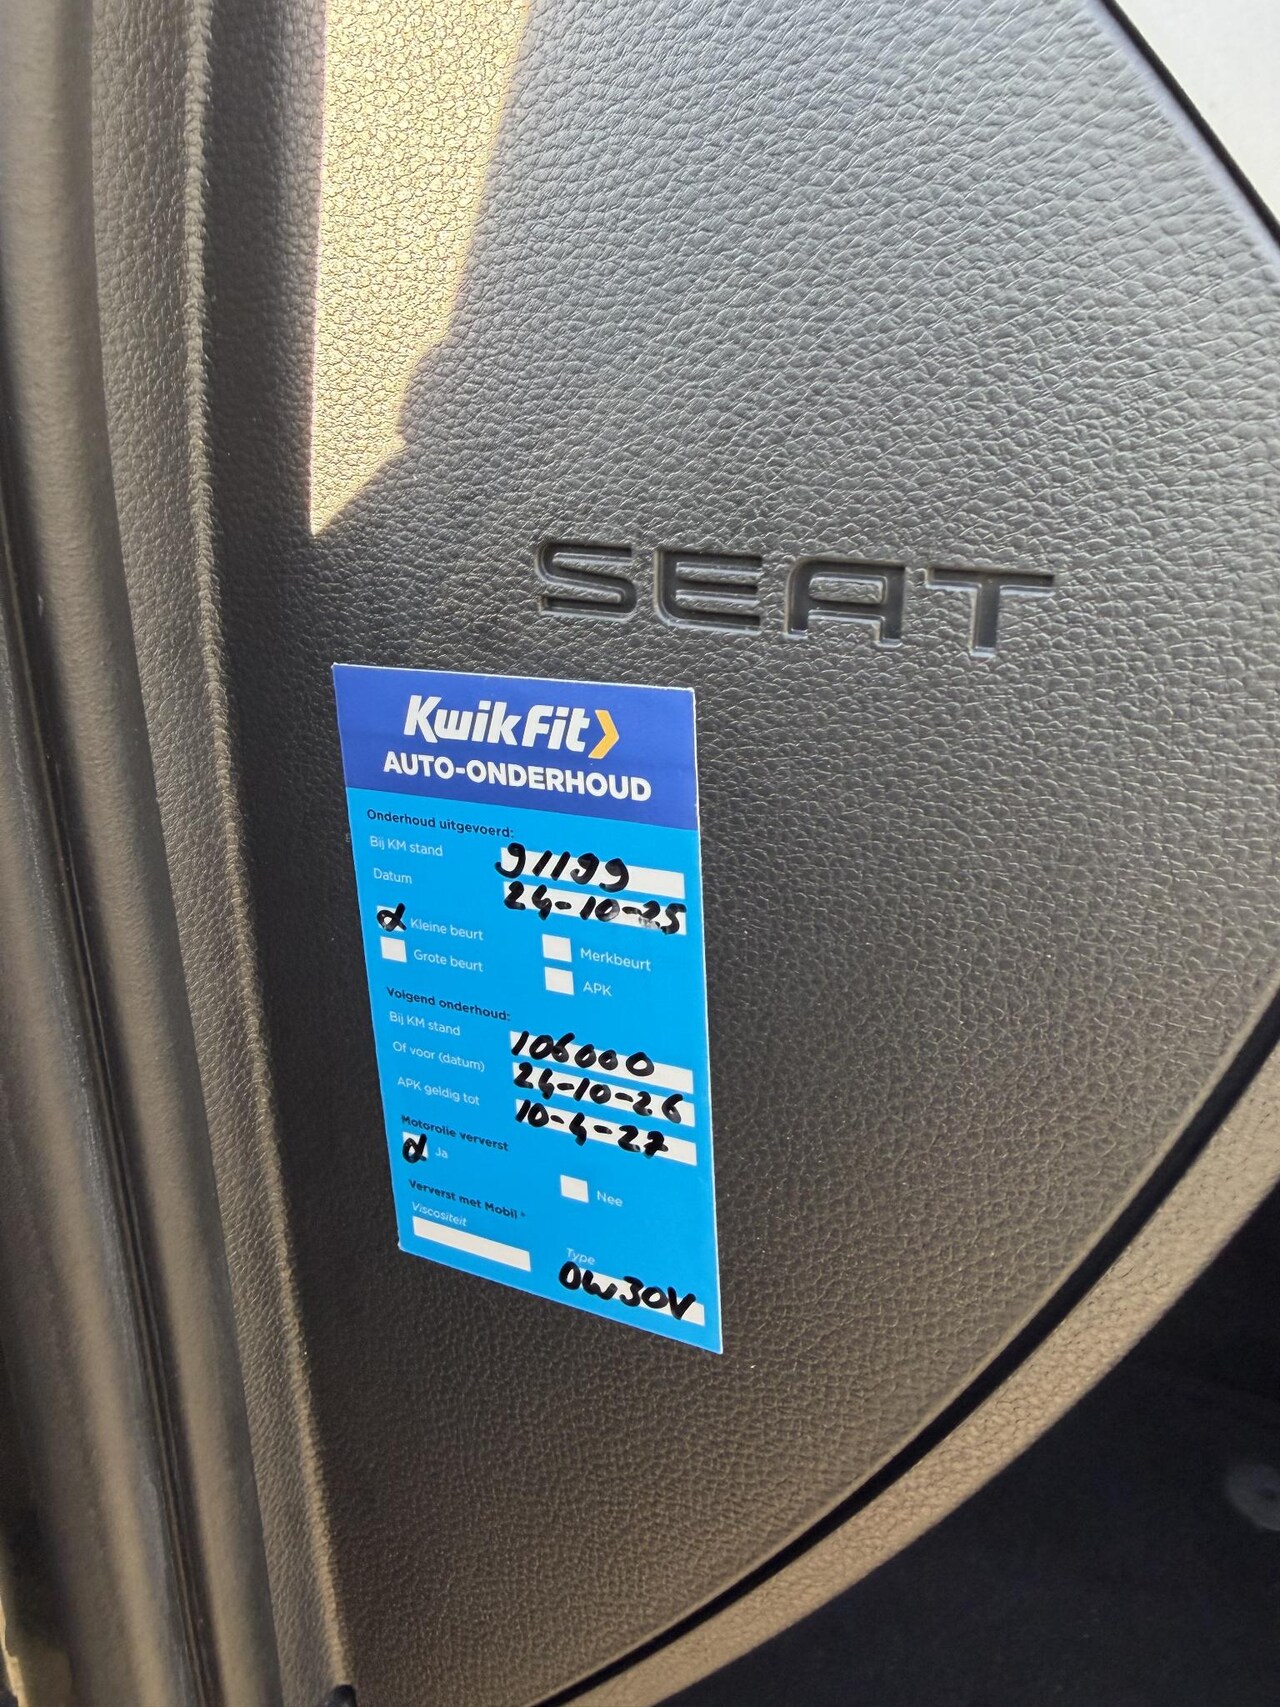 SEAT
KwikFit
AUTO-ONDERHOUD
Onderhoud uitgevoerd:
Bij KM stand 91199
Datum 24-10-25
Kleine beurt
Merkbeurt
Grote beurt
APK
Volgend onderhoud:
Bij KM stand 106000
Of voor (datum) 24-10-26
APK geldig tot 10-4-27
Motorolie ververst
Ja
Nee
Ververst met Mobil*
Viscositeit
Type
0W30V